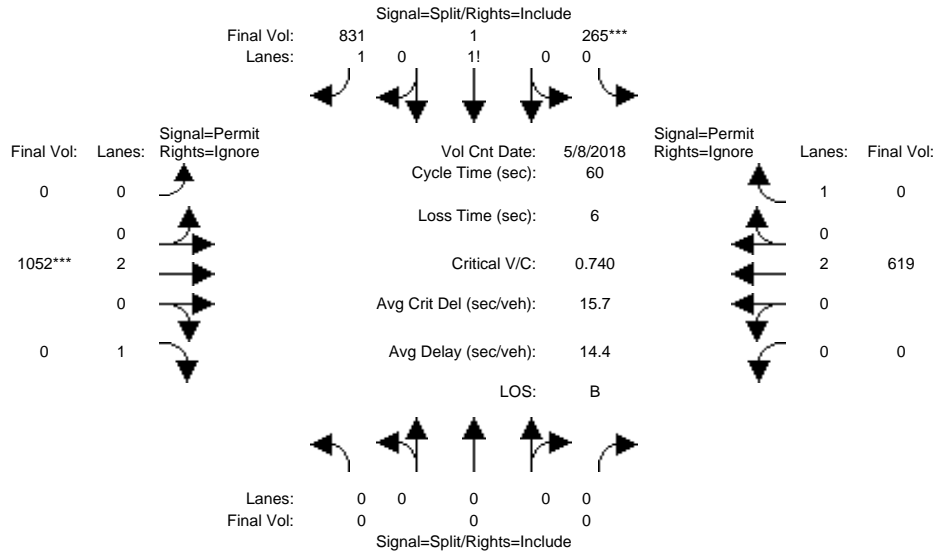 Signal=Split/Rights=Include
Final Vol: 831 1 265***
Lanes: 1 0 1! 0 0
Signal=Permit Signal=Permit
Final Vol: Lanes: Rights=Ignore Vol Cnt Date: 5/8/2018 Rights=Ignore Lanes: Final Vol:
Cycle Time (sec): 60
0 0 1 0
Loss Time (sec): 6
0 0
1052*** 2 Critical V/C: 0.740 2 619
0 Avg Crit Del (sec/veh): 15.7 0
0 1 Avg Delay (sec/veh): 14.4 0 0
LOS: B
Lanes: 0 0 0 0 0
Final Vol: 0 0 0
Signal=Split/Rights=Include